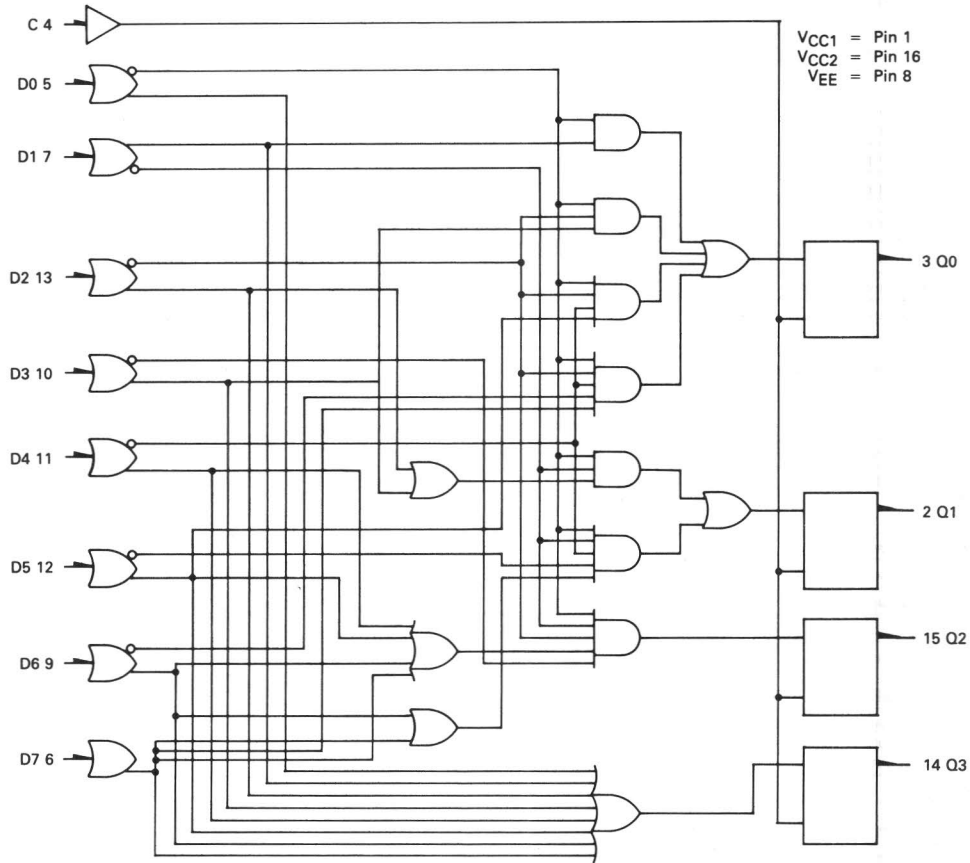 C 4
VCC1 = Pin 1
VCC2 = Pin 16
VEE = Pin 8
D0 5
D1 7
D2 13
3 Q0
D3 10
D4 11
2 Q1
D5 12
15 Q2
D6 9
D7 6
14 Q3